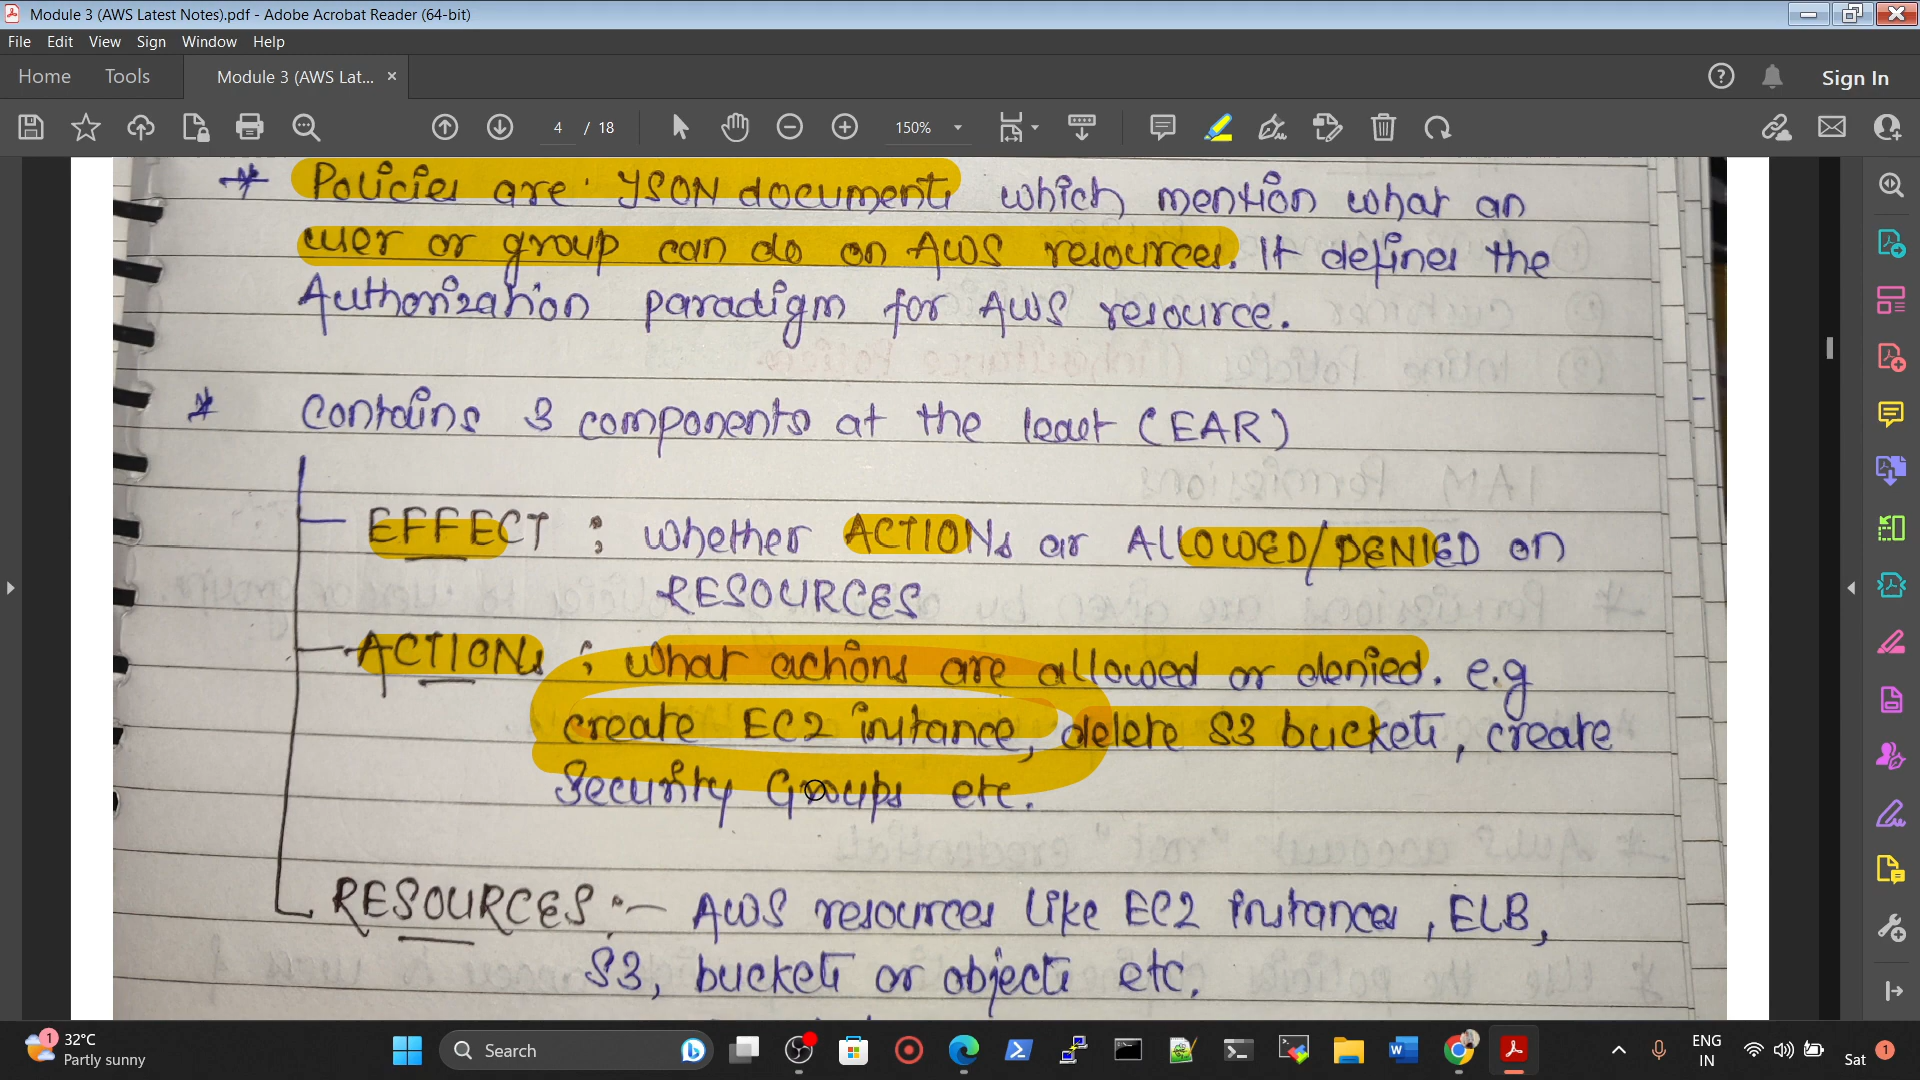 Module 3 (AWS Latest Notes).pdf - Adobe Acrobat Reader (64-bit)
File Edit View Sign Window Help
Home Tools Module 3 (AWS Lat... × Sign In
4 / 18 150%
* Policies are JSON documents which mention what an
user or group can do on AWS resources. It defines the
Authorization paradigm for AWS resource.
* Contains 3 components at the least (EAR)
EFFECT : whether ACTIONs ar ALLOWED/DENIED on
RESOURCES
ACTIONs : what actions are allowed or denied. e.g
create EC2 instance, delete S3 buckets, create
Security Groups etc.
RESOURCES :- AWS resources like EC2 instances, ELB,
S3, buckets or objects etc.
1 32°C
Partly sunny
Search
ENG
IN
Sat 1